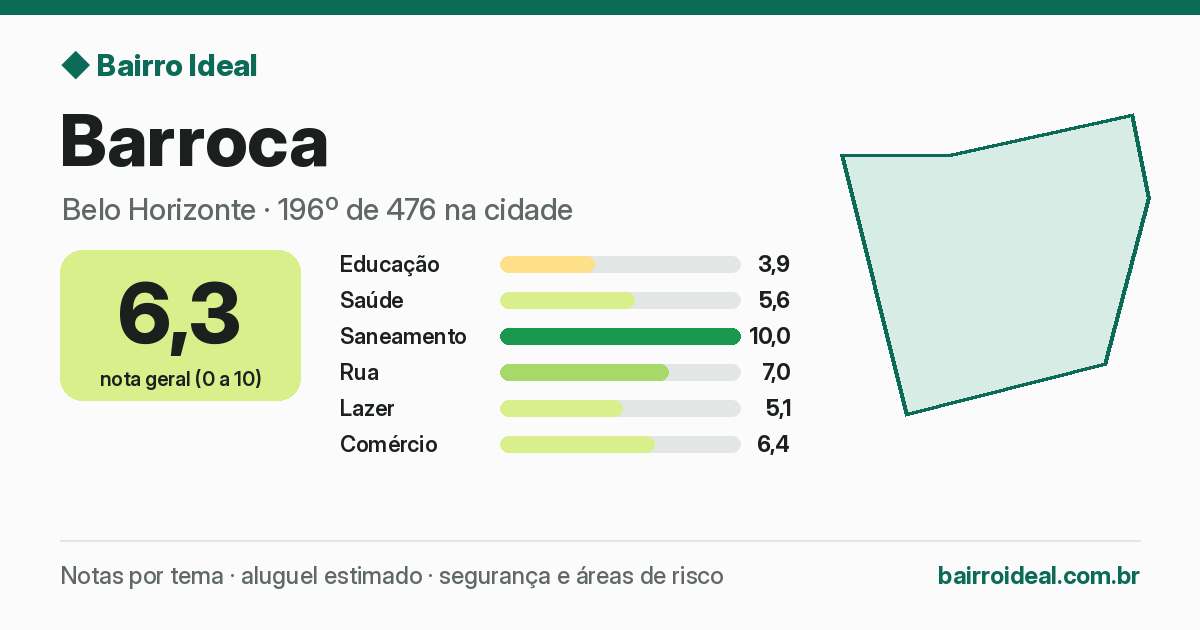 Bairro Ideal
Barroca
Belo Horizonte · 196º de 476 na cidade
6,3
nota geral (0 a 10)
Educação 3,9
Saúde 5,6
Saneamento 10,0
Rua 7,0
Lazer 5,1
Comércio 6,4
Notas por tema · aluguel estimado · segurança e áreas de risco
bairroideal.com.br